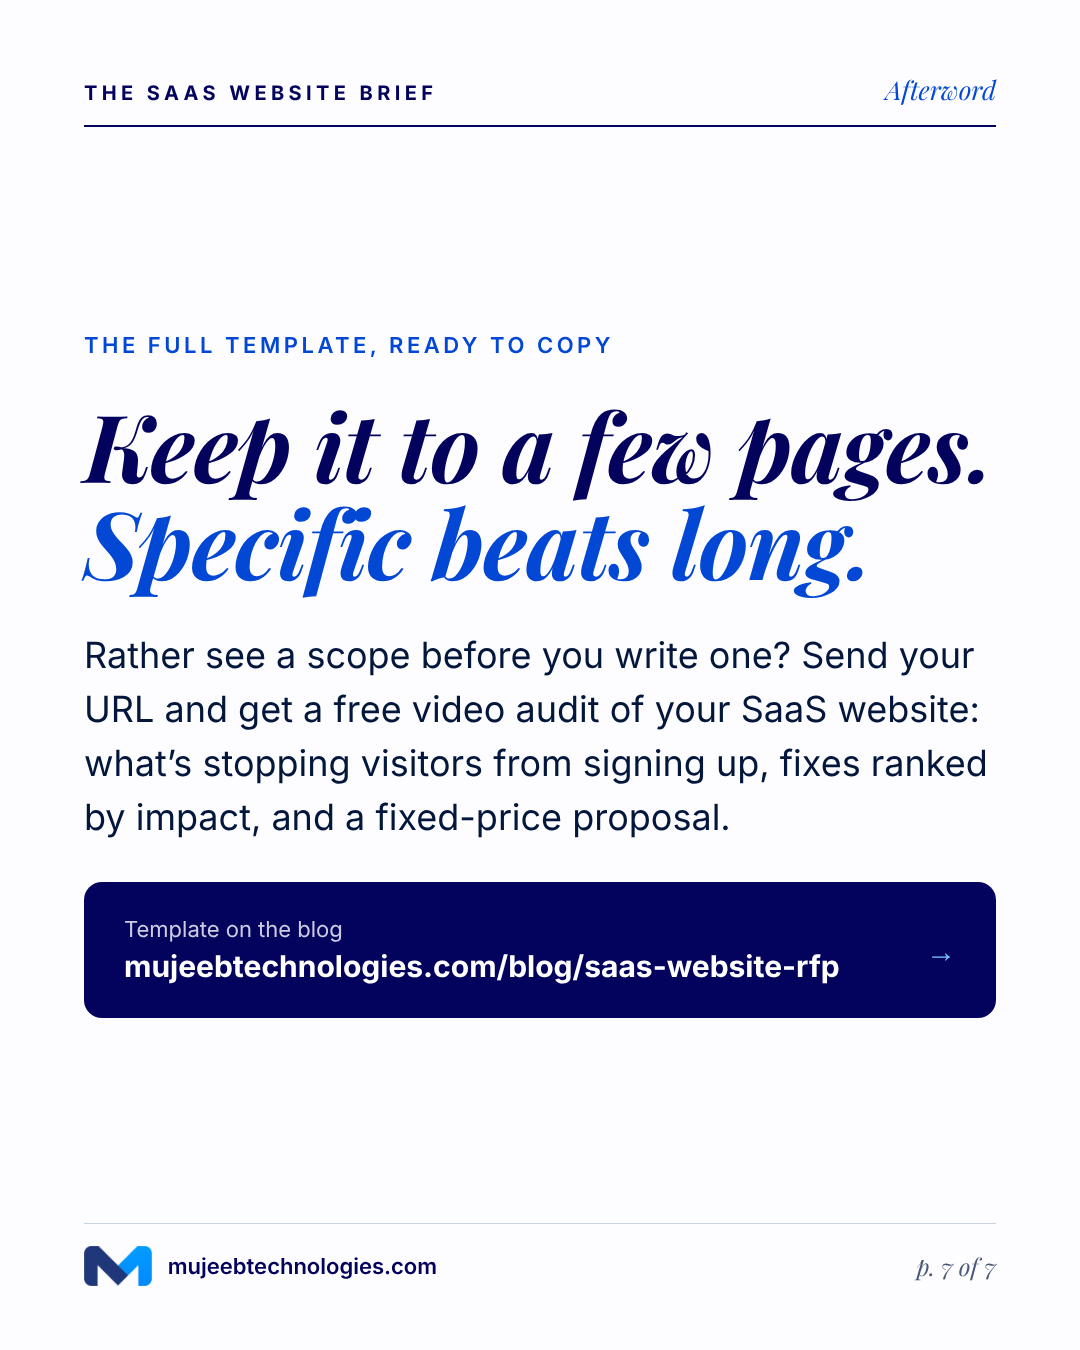 THE SAAS WEBSITE BRIEF
Afterword
THE FULL TEMPLATE, READY TO COPY
Keep it to a few pages.
Specific beats long.
Rather see a scope before you write one? Send your
URL and get a free video audit of your SaaS website:
what’s stopping visitors from signing up, fixes ranked
by impact, and a fixed-price proposal.
Template on the blog
mujeebtechnologies.com/blog/saas-website-rfp
→
mujeebtechnologies.com
p. 7 of 7